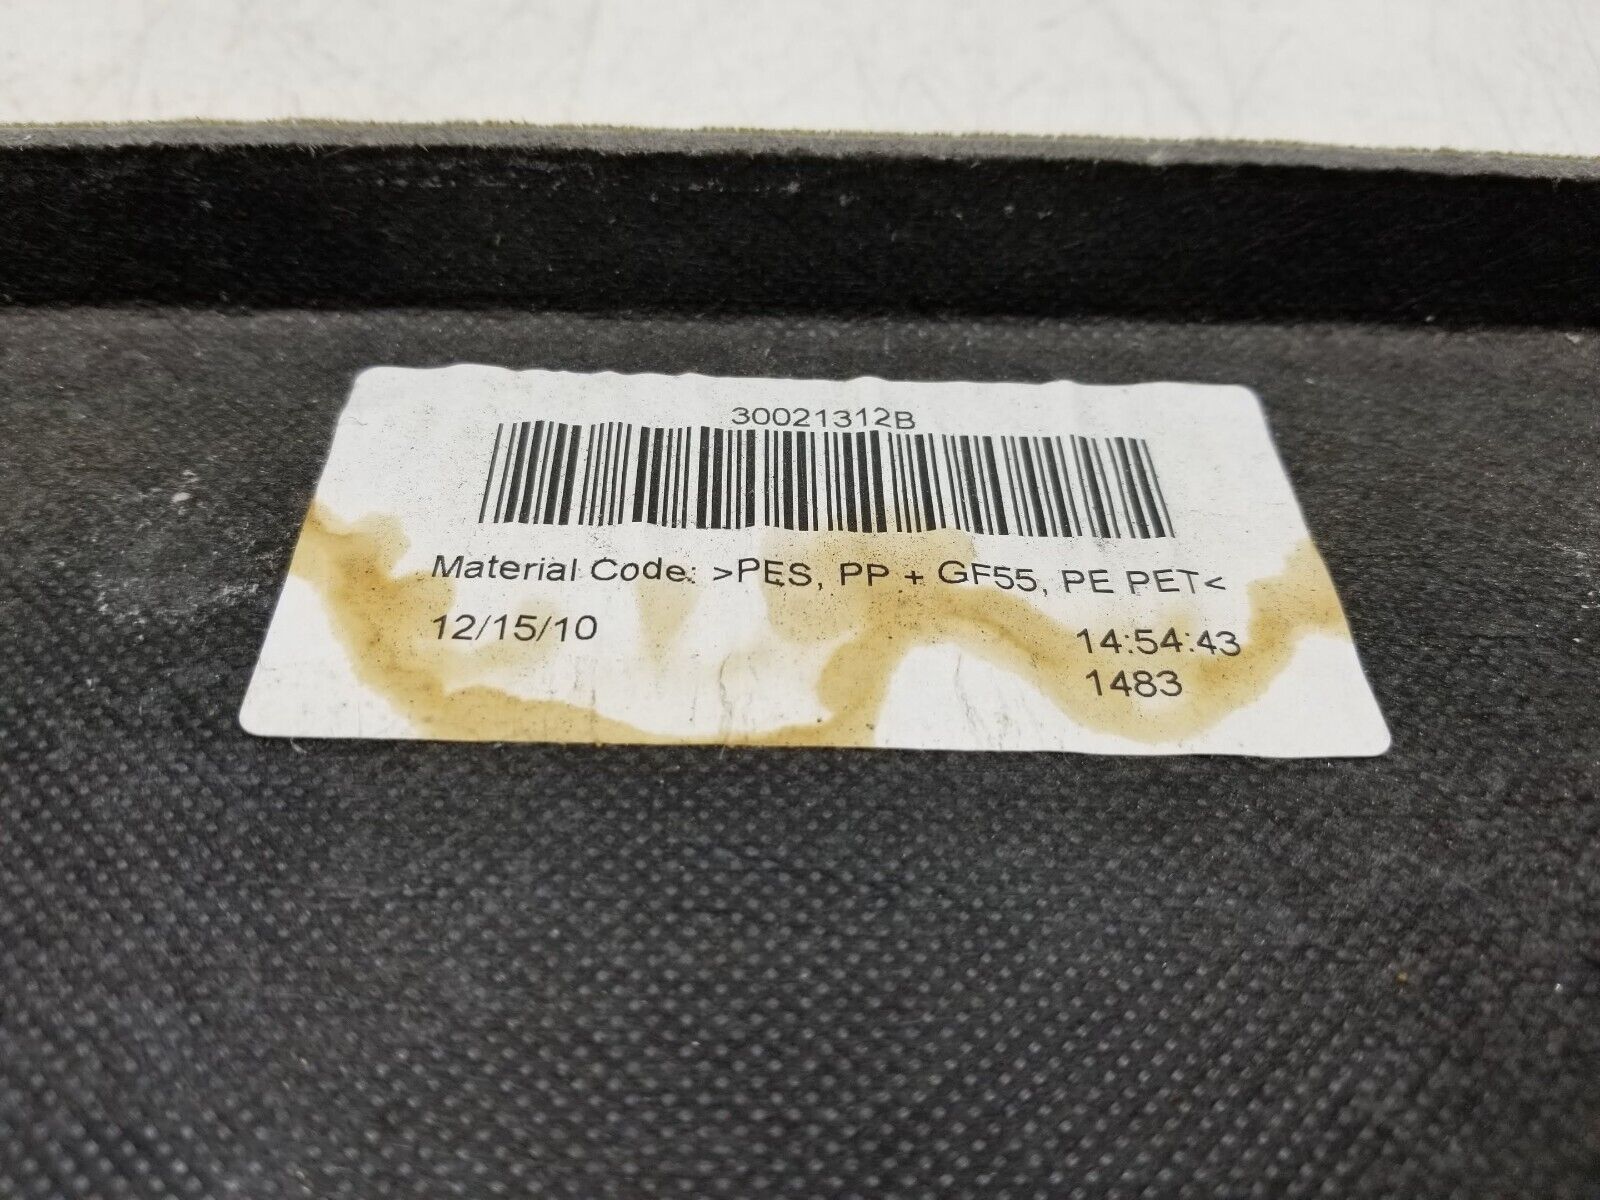 30021312B
Material Code: >PES, PP + GF55, PE PET<
12/15/10 14:54:43
1483